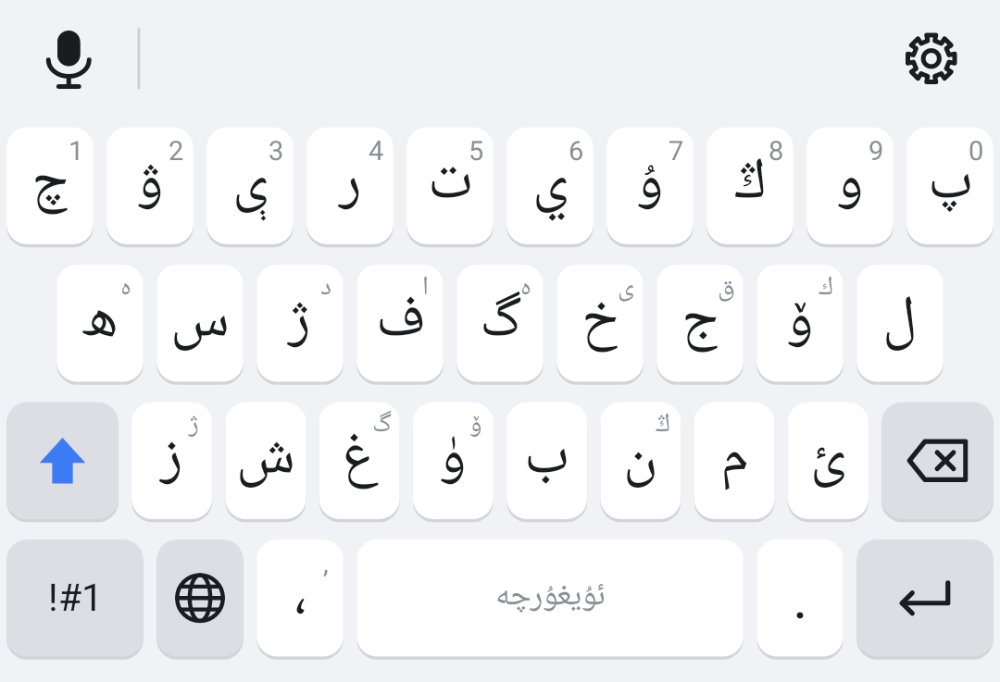 چ 1 ۋ 2 ې 3 ر 4 ت 5 ي 6 ۇ 7 ڭ 8 و 9 پ 0
ھ ه س ژ د ف ا گ ه خ ى ج ق ۆ ك ل
ز ژ ش غ گ ۈ ۆ ب ن ڭ م ئ
!#1 ، ٬ ئۇيغۇرچە .